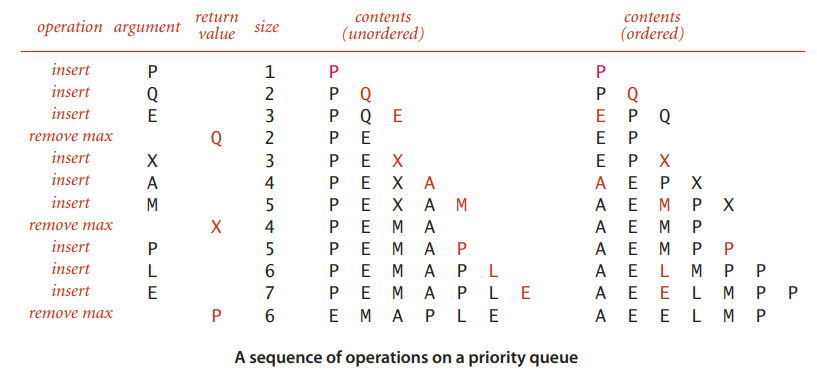 operation argument return value size contents (unordered) contents (ordered)
insert P 1 P P
insert Q 2 P Q P Q
insert E 3 P Q E E P Q
remove max Q 2 P E E P
insert X 3 P E X E P X
insert A 4 P E X A A E P X
insert M 5 P E X A M A E M P X
remove max X 4 P E M A A E M P
insert P 5 P E M A P A E M P P
insert L 6 P E M A P L A E L M P P
insert E 7 P E M A P L E A E E L M P P
remove max P 6 E M A P L E A E E L M P
A sequence of operations on a priority queue